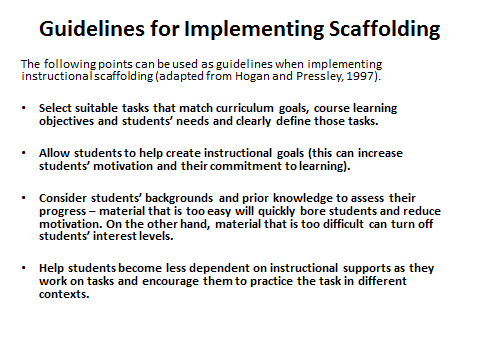 Guidelines for Implementing Scaffolding
The following points can be used as guidelines when implementing
instructional scaffolding (adapted from Hogan and Pressley, 1997).
• Select suitable tasks that match curriculum goals, course learning
objectives and students’ needs and clearly define those tasks.
• Allow students to help create instructional goals (this can increase
students’ motivation and their commitment to learning).
• Consider students’ backgrounds and prior knowledge to assess their
progress – material that is too easy will quickly bore students and reduce
motivation. On the other hand, material that is too difficult can turn off
students’ interest levels.
• Help students become less dependent on instructional supports as they
work on tasks and encourage them to practice the task in different
contexts.